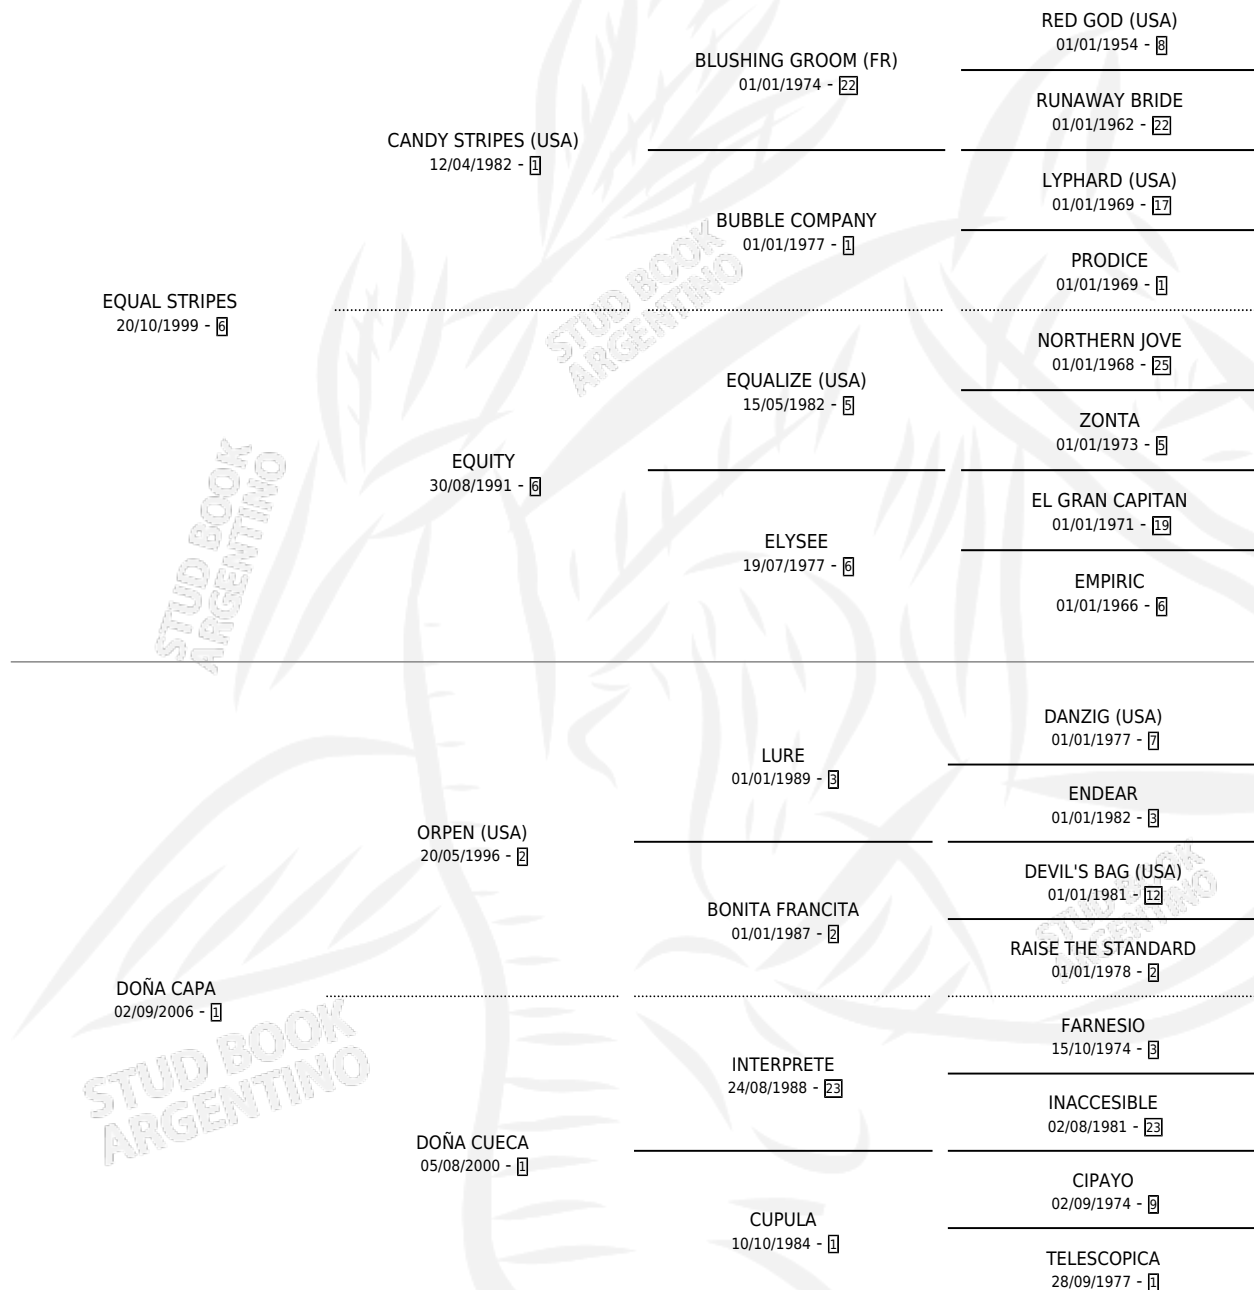 RED GOD (USA)
01/01/1954 - 8
BLUSHING GROOM (FR)
01/01/1974 - 22
RUNAWAY BRIDE
01/01/1962 - 22
CANDY STRIPES (USA)
12/04/1982 - 1
LYPHARD (USA)
01/01/1969 - 17
BUBBLE COMPANY
01/01/1977 - 1
PRODICE
01/01/1969 - 1
EQUAL STRIPES
20/10/1999 - 6
NORTHERN JOVE
01/01/1968 - 25
EQUALIZE (USA)
15/05/1982 - 5
ZONTA
01/01/1973 - 5
EQUITY
30/08/1991 - 6
EL GRAN CAPITAN
01/01/1971 - 19
ELYSEE
19/07/1977 - 6
EMPIRIC
01/01/1966 - 6
DANZIG (USA)
01/01/1977 - 7
LURE
01/01/1989 - 3
ENDEAR
01/01/1982 - 3
ORPEN (USA)
20/05/1996 - 2
DEVIL'S BAG (USA)
01/01/1981 - 12
BONITA FRANCITA
01/01/1987 - 2
RAISE THE STANDARD
01/01/1978 - 2
DOÑA CAPA
02/09/2006 - 1
FARNESIO
15/10/1974 - 3
INTERPRETE
24/08/1988 - 23
INACCESIBLE
02/08/1981 - 23
DOÑA CUECA
05/08/2000 - 1
CIPAYO
02/09/1974 - 9
CUPULA
10/10/1984 - 1
TELESCOPICA
28/09/1977 - 1
STUD BOOK
ARGENTINO
STUD BOOK
ARGENTINO
STUD BOOK
ARGENTINO
STUD BOOK
ARGENTINO